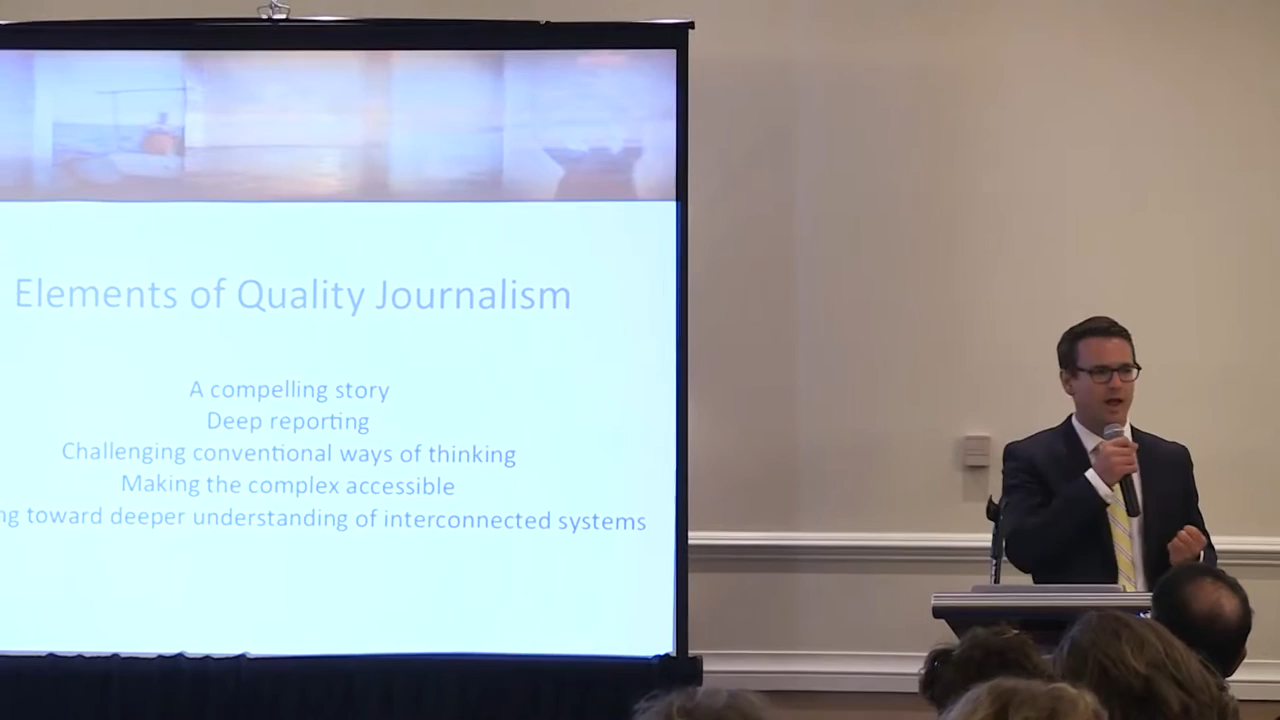 Elements of Quality Journalism
A compelling story
Deep reporting
Challenging conventional ways of thinking
Making the complex accessible
toward deeper understanding of interconnected systems